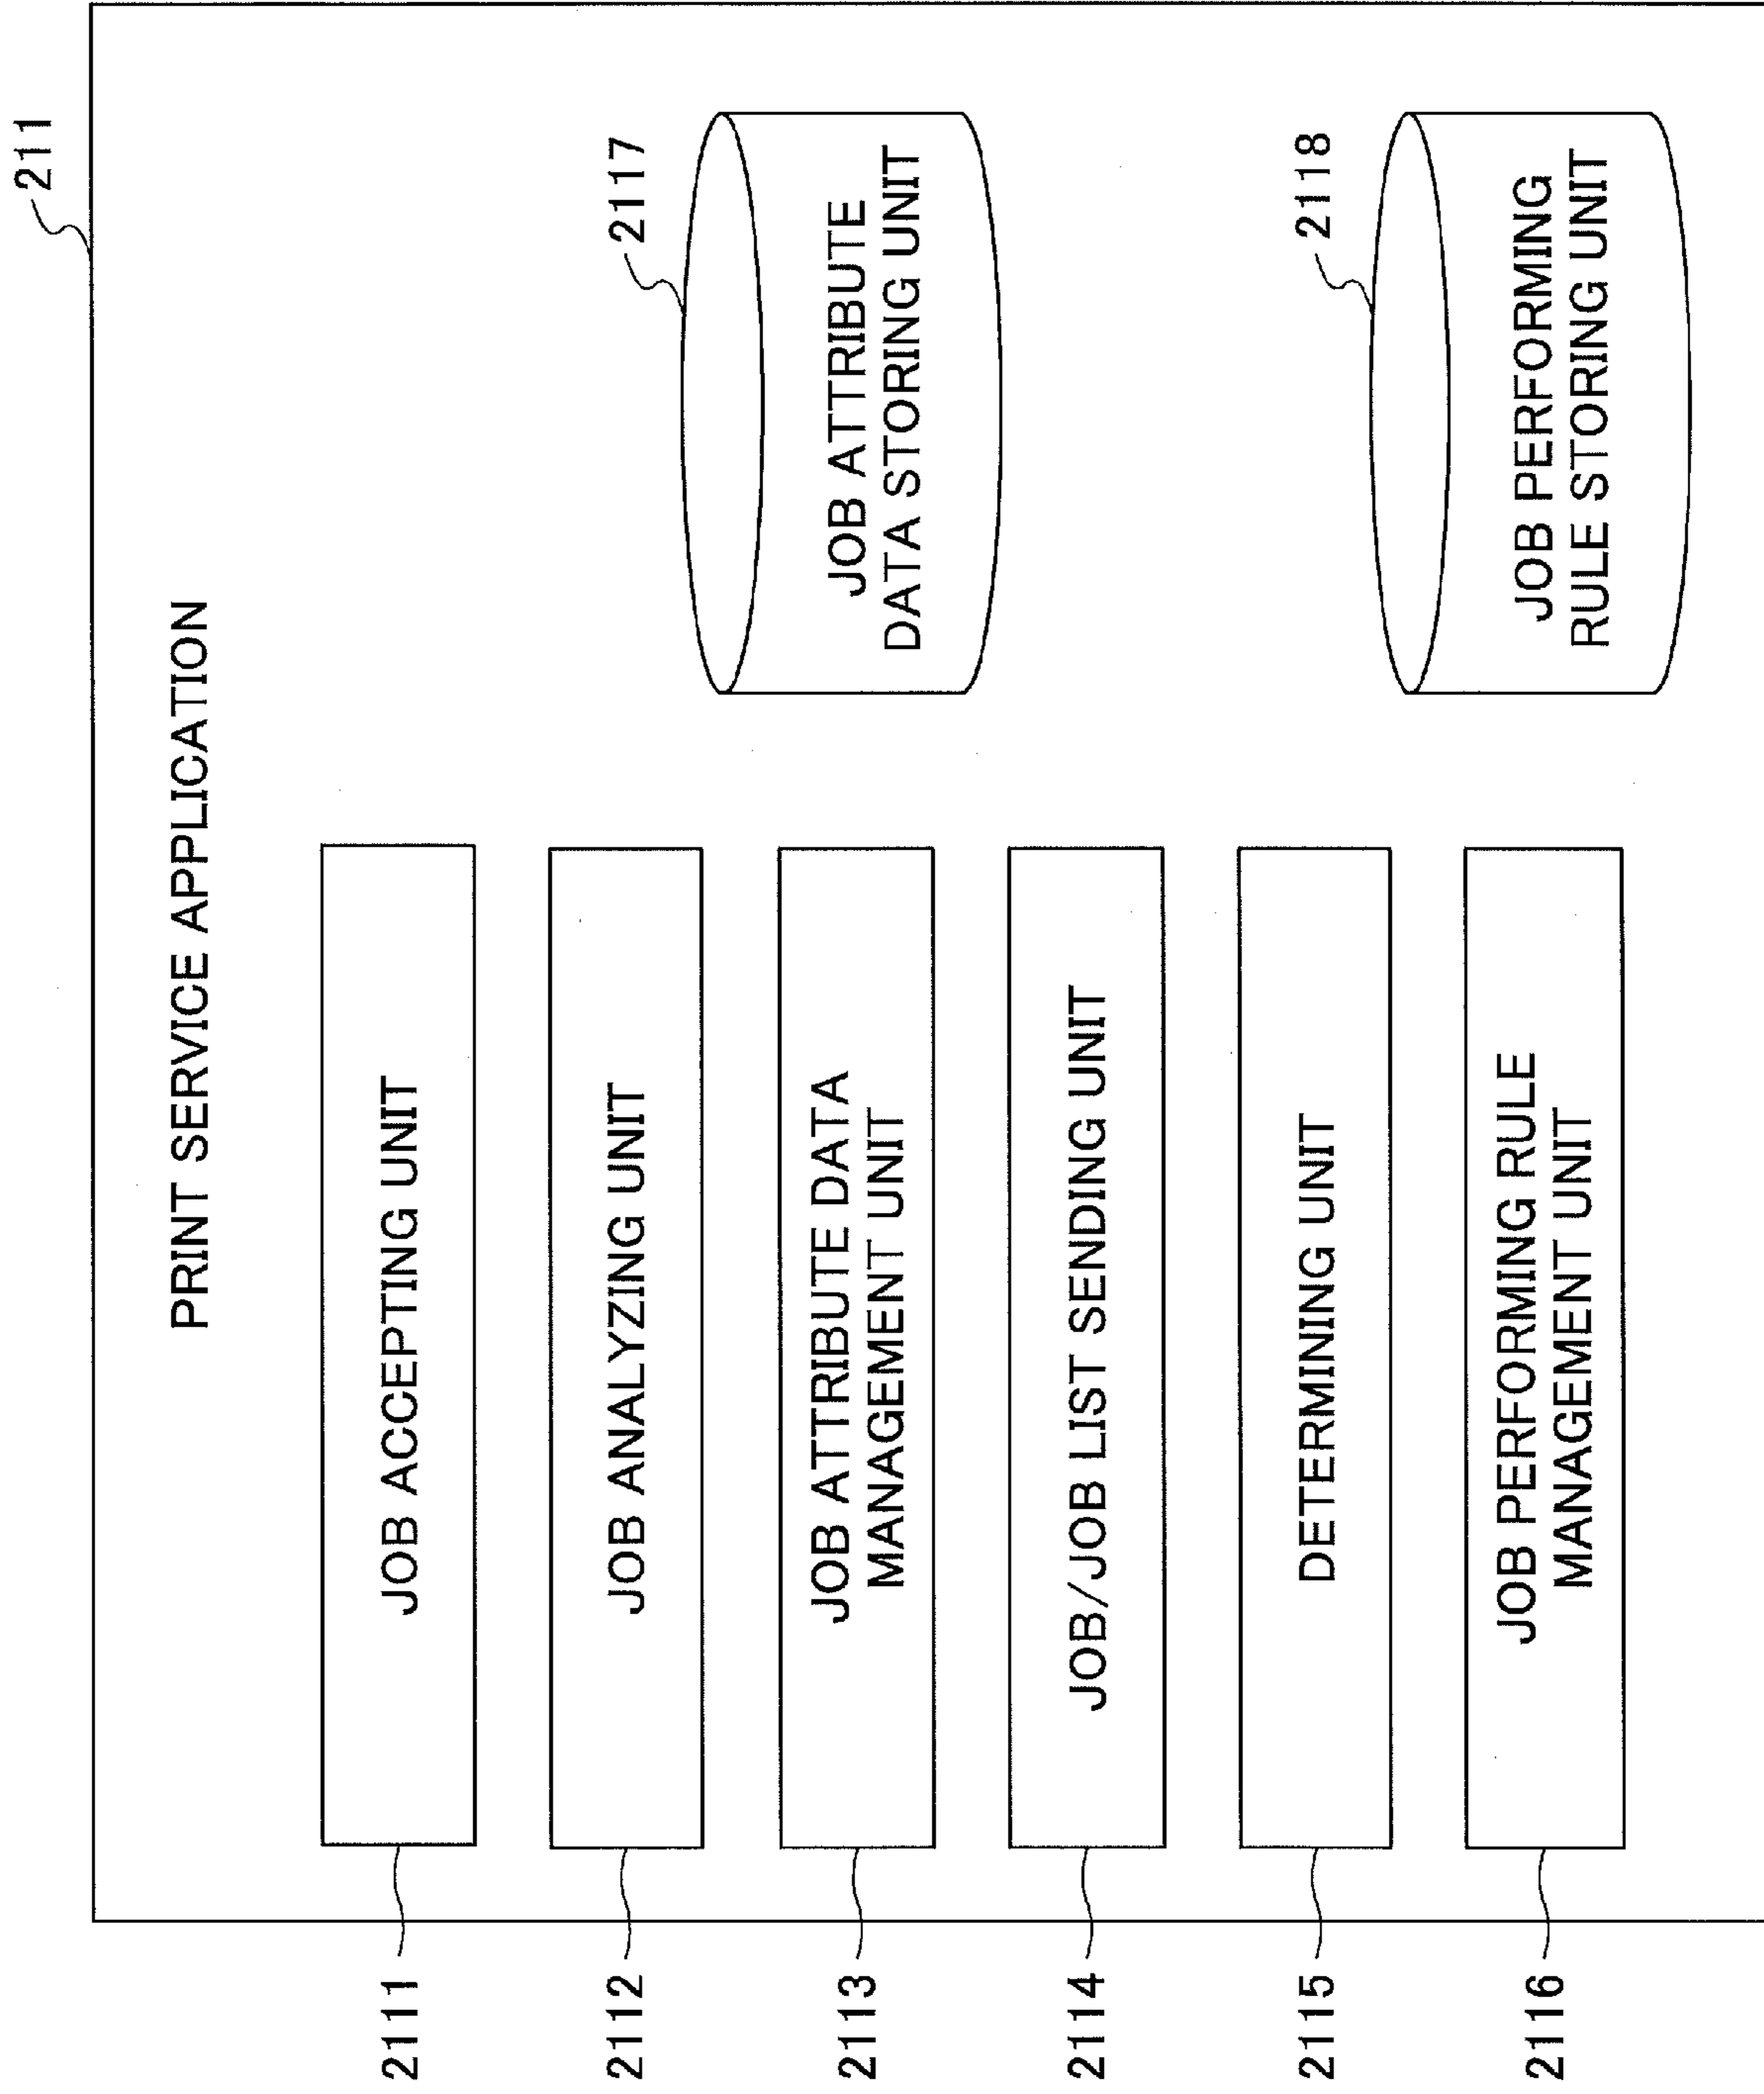 211
PRINT SERVICE APPLICATION
2111
JOB ACCEPTING UNIT
2112
JOB ANALYZING UNIT
2113
JOB ATTRIBUTE DATA
MANAGEMENT UNIT
2114
JOB/JOB LIST SENDING UNIT
2115
DETERMINING UNIT
2116
JOB PERFORMING RULE
MANAGEMENT UNIT
2117
JOB ATTRIBUTE
DATA STORING UNIT
2118
JOB PERFORMING
RULE STORING UNIT